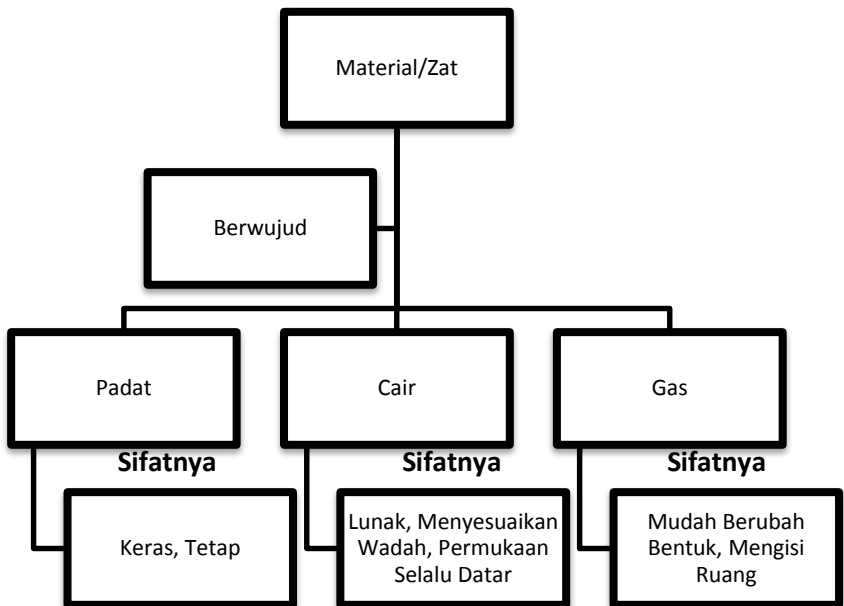 Material/Zat
Berwujud
Padat
Cair
Gas
Sifatnya
Sifatnya
Sifatnya
Keras, Tetap
Lunak, Menyesuaikan
Wadah, Permukaan
Selalu Datar
Mudah Berubah
Bentuk, Mengisi
Ruang